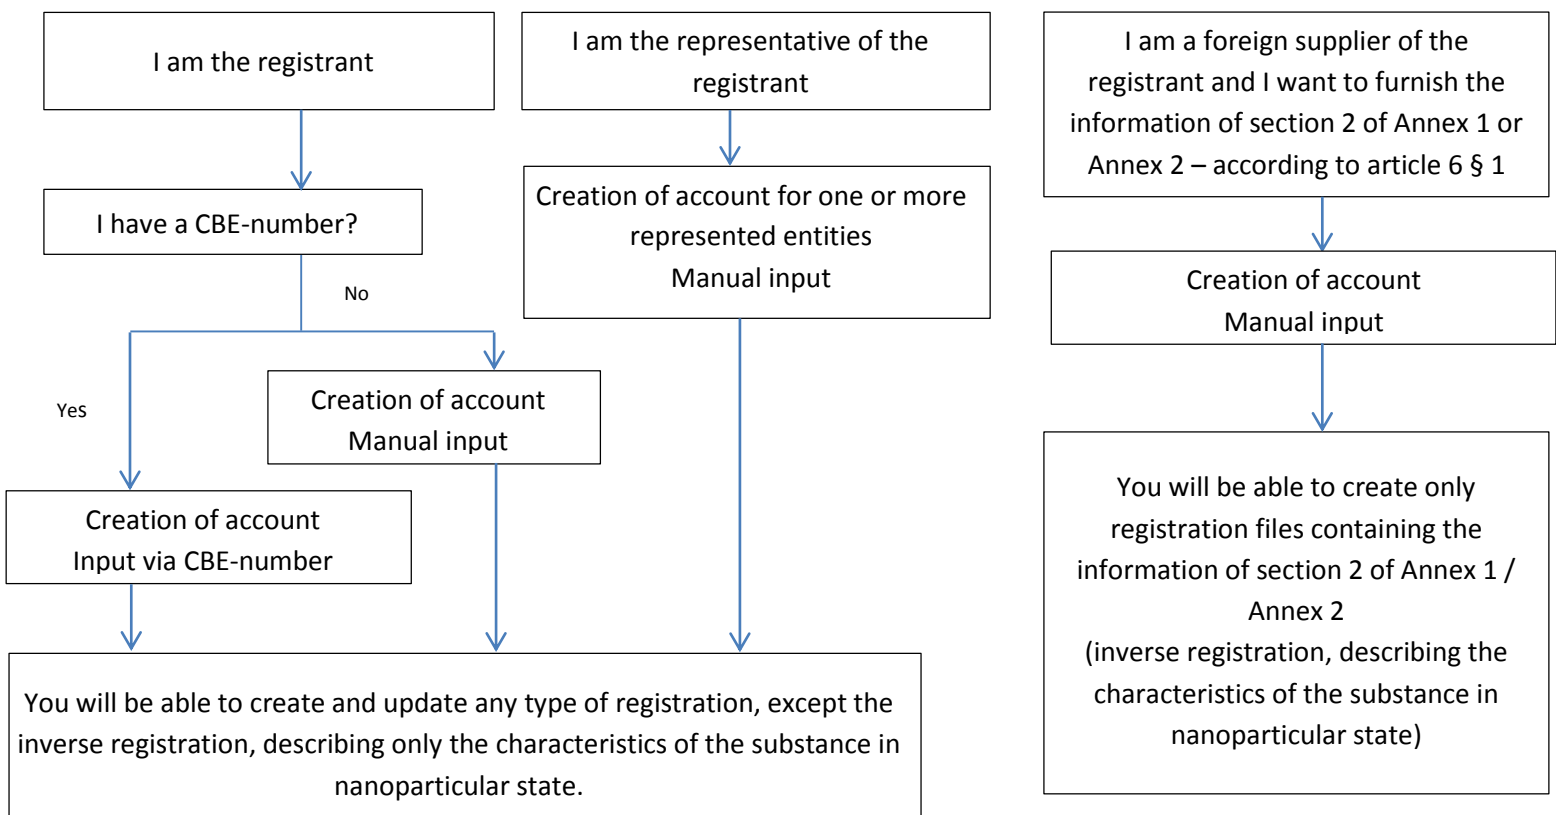 I am the registrant
I have a CBE-number?
No
Yes
Creation of account
Manual input
Creation of account
Input via CBE-number
I am the representative of the
registrant
Creation of account for one or more
represented entities
Manual input
You will be able to create and update any type of registration, except the
inverse registration, describing only the characteristics of the substance in
nanoparticular state.
I am a foreign supplier of the
registrant and I want to furnish the
information of section 2 of Annex 1 or
Annex 2 – according to article 6 § 1
Creation of account
Manual input
You will be able to create only
registration files containing the
information of section 2 of Annex 1 /
Annex 2
(inverse registration, describing the
characteristics of the substance in
nanoparticular state)